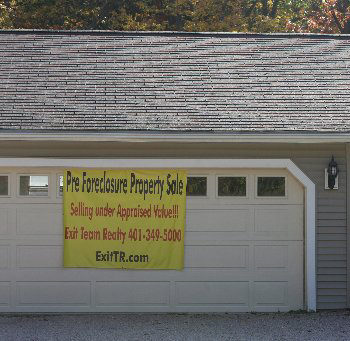 Pre Foreclosure Property Sale
Selling under Appraised Value!!!
Exit Team Realty 401-349-5000
ExitTR.com